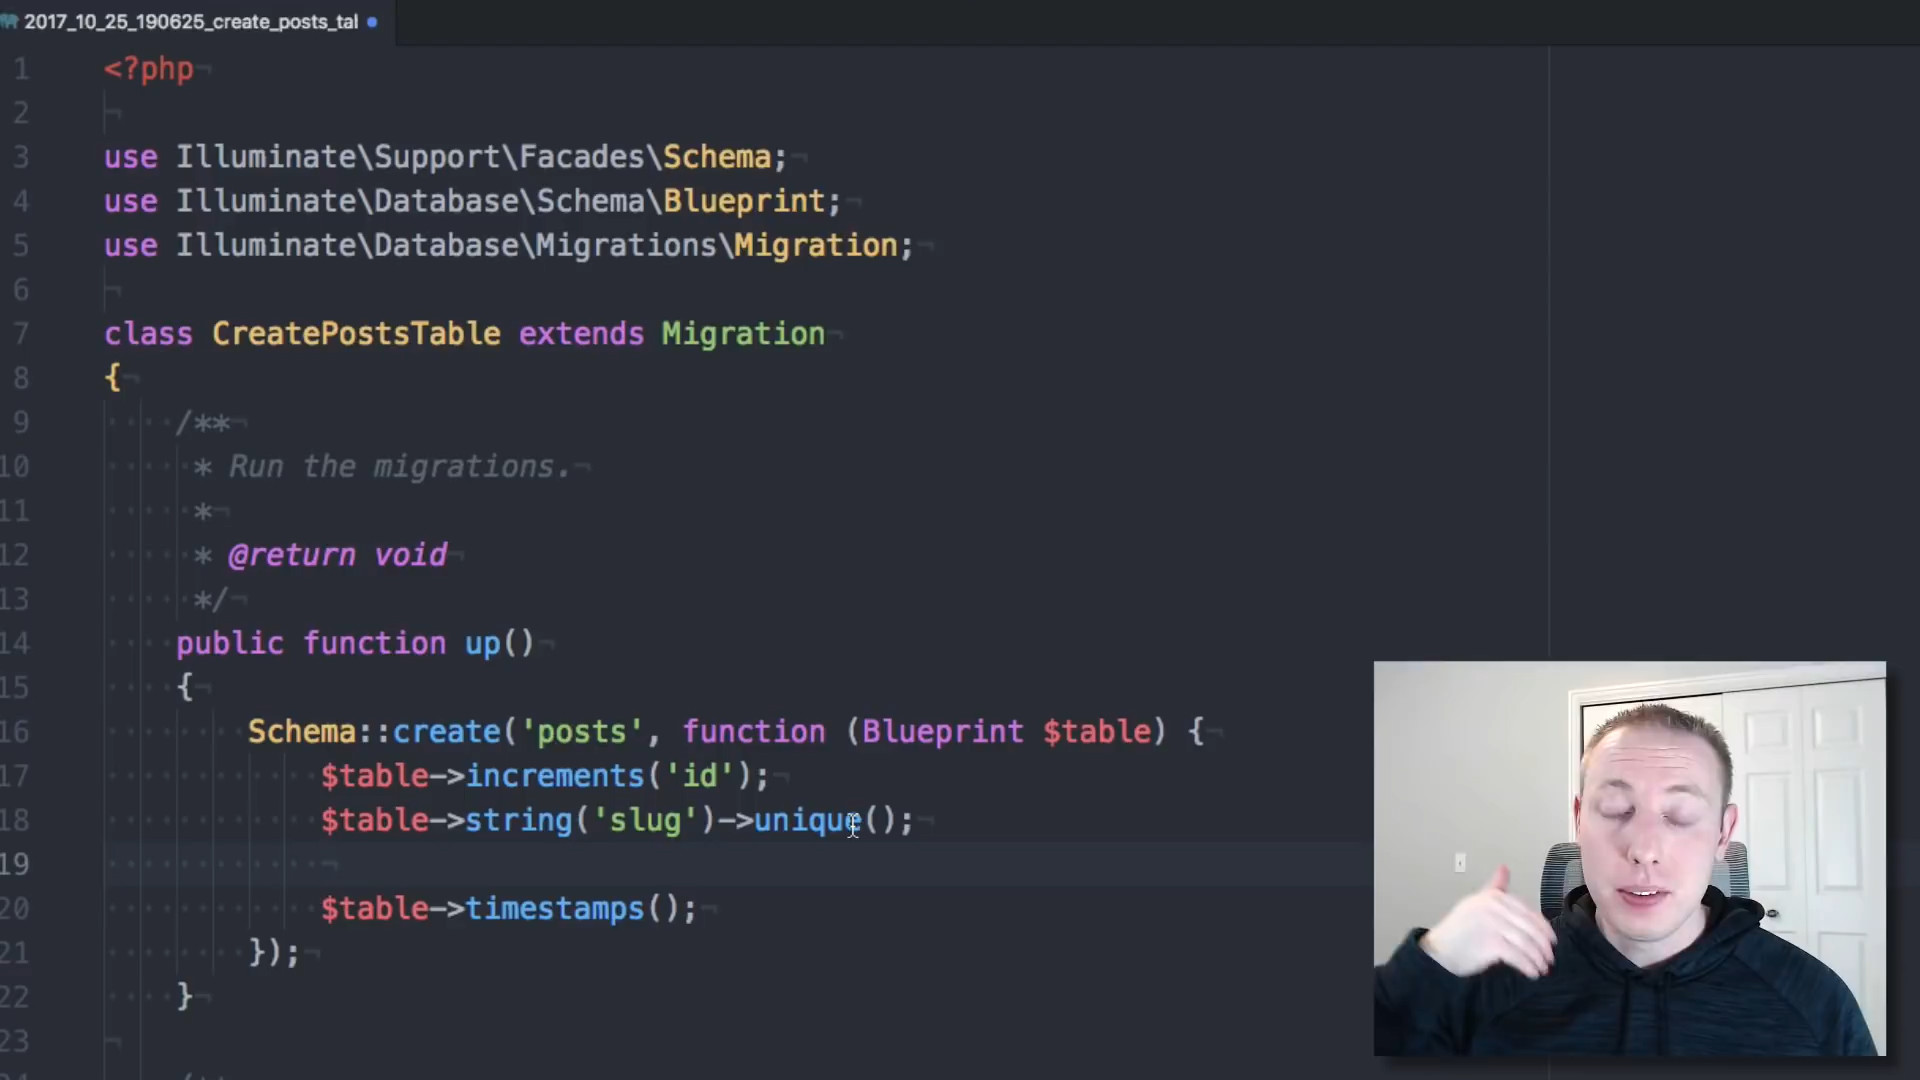 2017_10_25_190625_create_posts_tal
1 <?php
2
3 use Illuminate\Support\Facades\Schema;
4 use Illuminate\Database\Schema\Blueprint;
5 use Illuminate\Database\Migrations\Migration;
6
7 class CreatePostsTable extends Migration
8 {
9 /**
10 * Run the migrations.
11 *
12 * @return void
13 */
14 public function up()
15 {
16 Schema::create('posts', function (Blueprint $table) {
17 $table->increments('id');
18 $table->string('slug')->unique();
19
20 $table->timestamps();
21 });
22 }
23